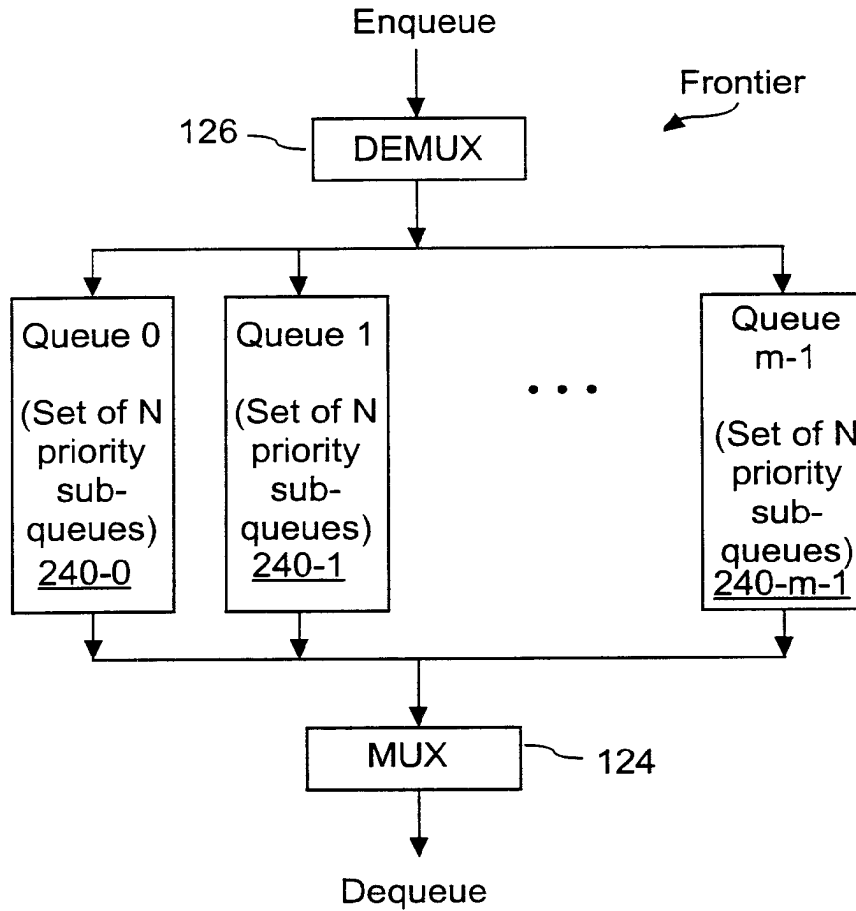 Enqueue
Frontier
126
DEMUX
Queue 0
(Set of N
priority
sub-
queues)
240-0
Queue 1
(Set of N
priority
sub-
queues)
240-1
• • •
Queue
m-1
(Set of N
priority
sub-
queues)
240-m-1
MUX
124
Dequeue